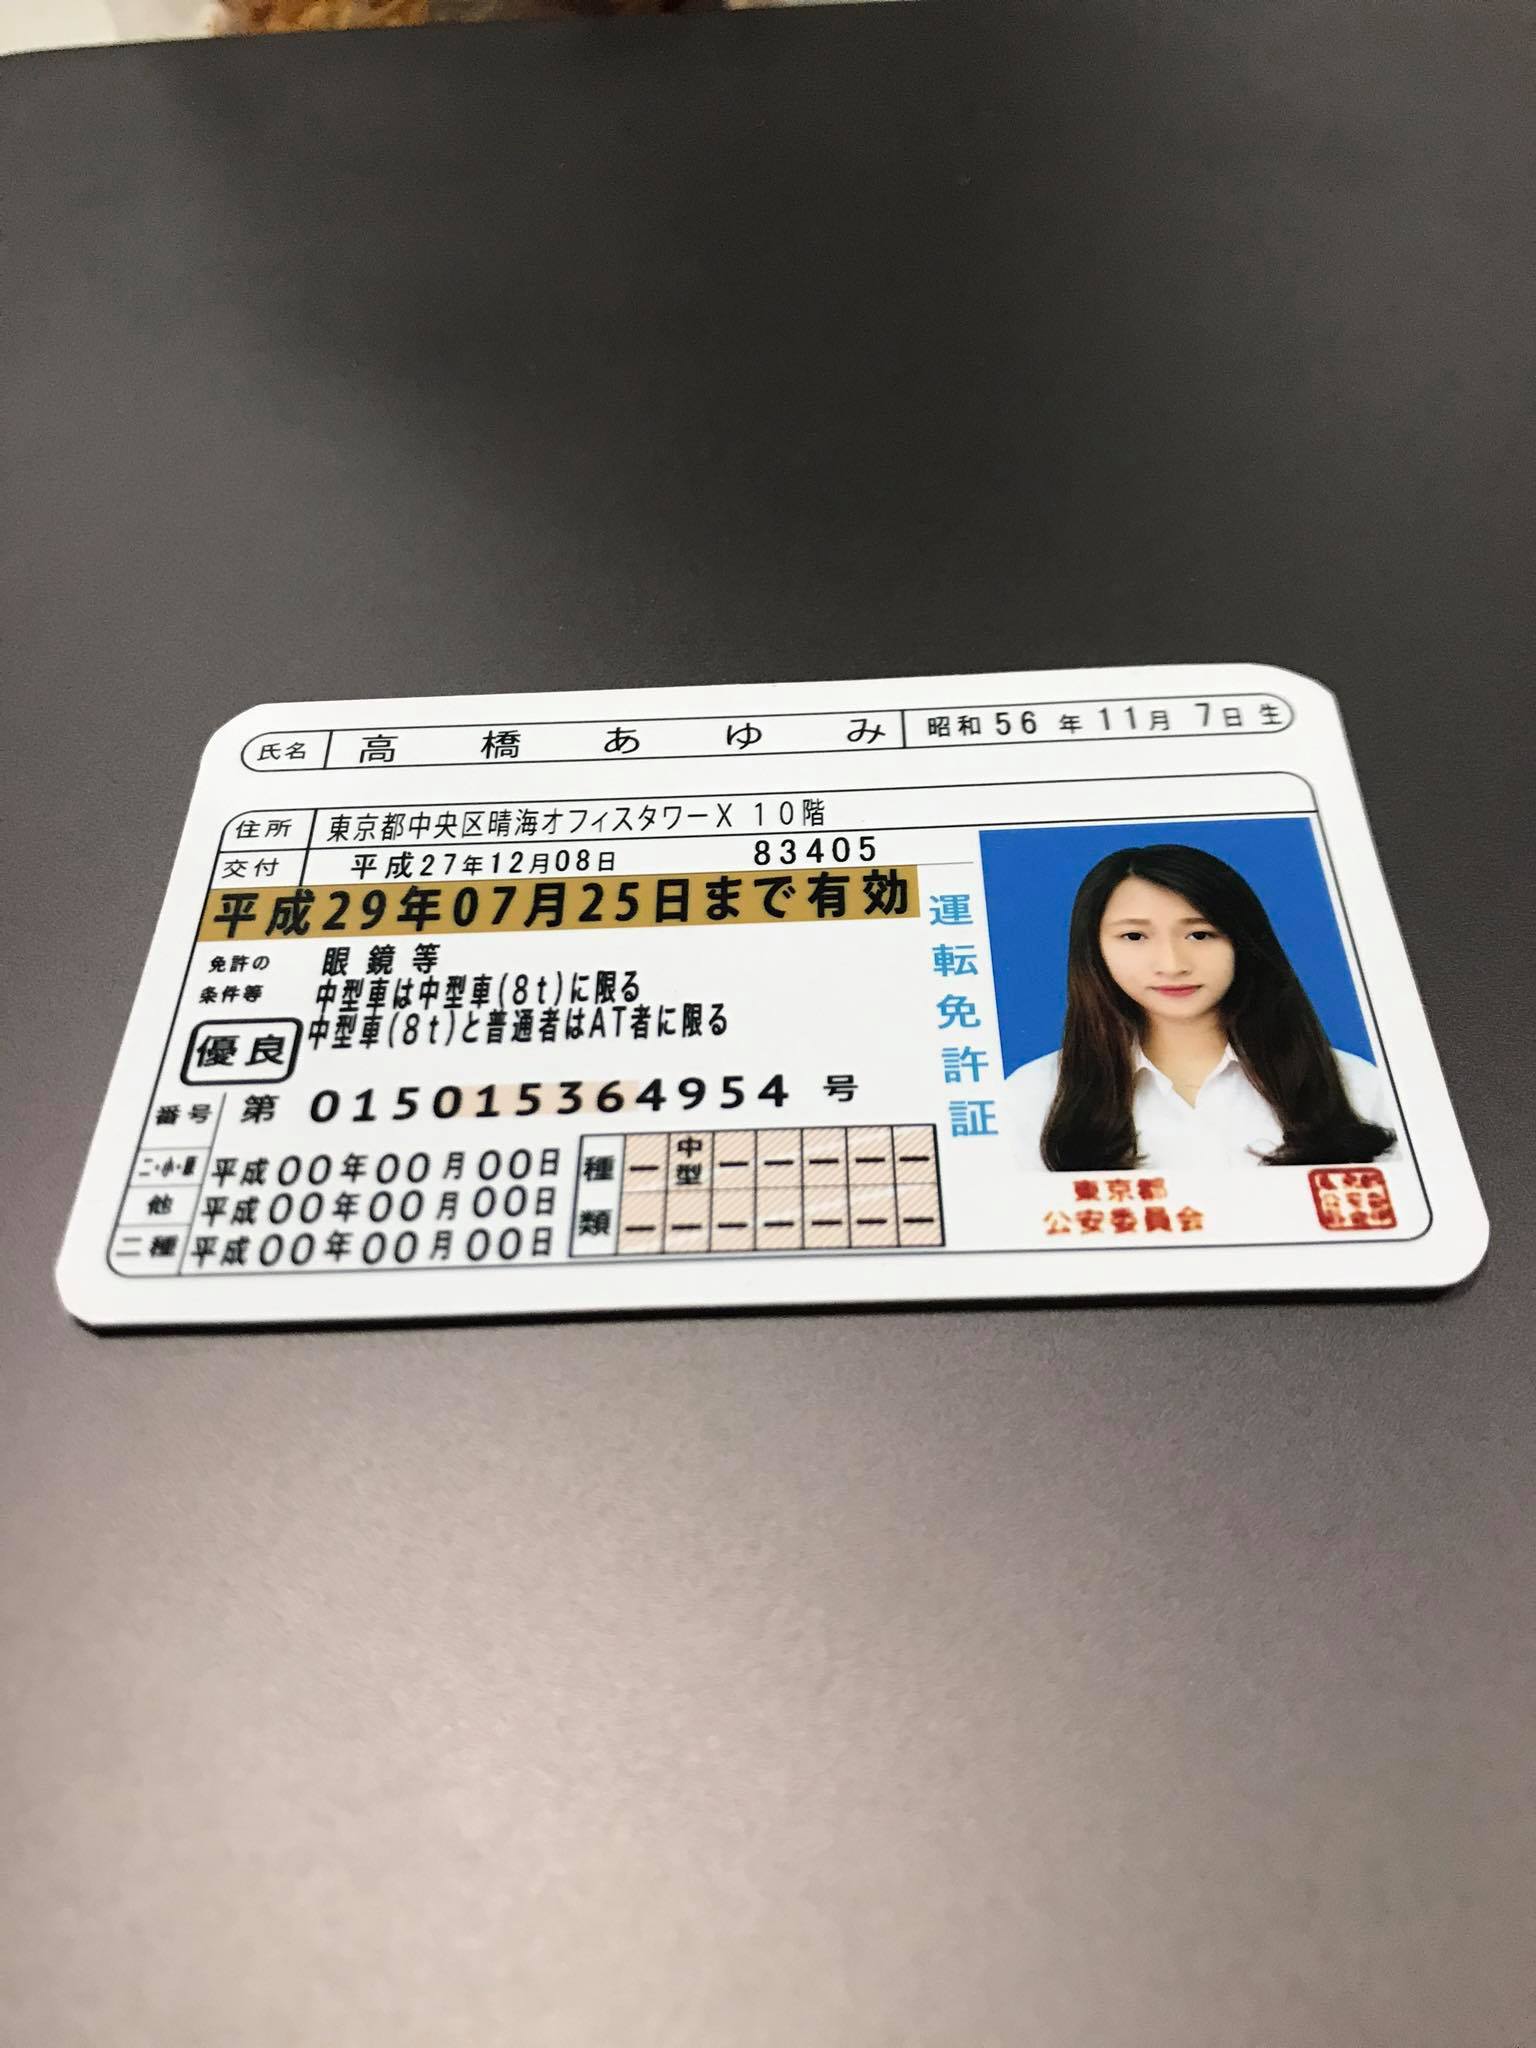 氏名 高橋あゆみ 昭和56年11月7日生
住所 東京都中央区晴海オフィスタワーX 10階
交付 平成27年12月08日 83405
平成29年07月25日まで有効
免許の条件等
眼鏡等
中型車は中型車(8t)に限る
中型車(8t)と普通者はAT者に限る
優良
番号 第 015015364954 号
二・小・原 平成00年00月00日
他 平成00年00月00日
二種 平成00年00月00日
種類
— 中型 — — — — —
— — — — — — —
運転免許証
東京都
公安委員会